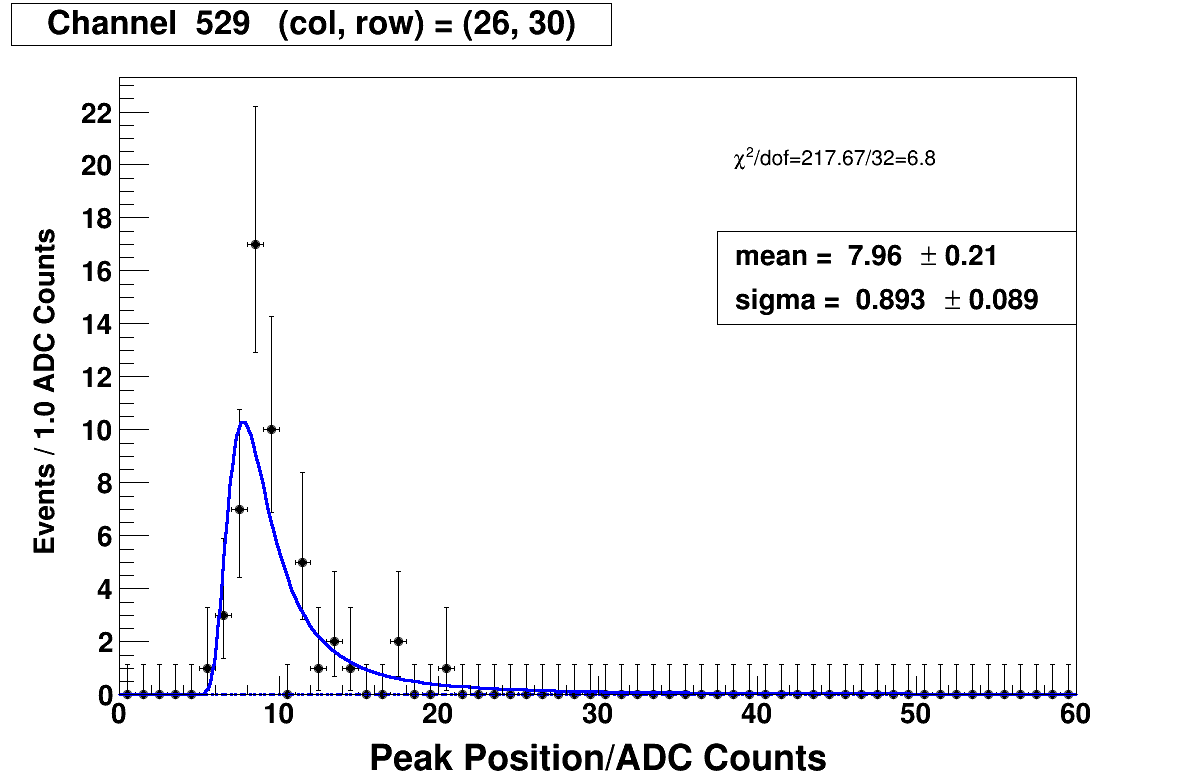 Channel 529 (col, row) = (26, 30)
22
20
18
16
14
12
10
8
6
4
2
0
Events / 1.0 ADC Counts
χ²/dof=217.67/32=6.8
mean = 7.96 ± 0.21
sigma = 0.893 ± 0.089
0 10 20 30 40 50 60
Peak Position/ADC Counts